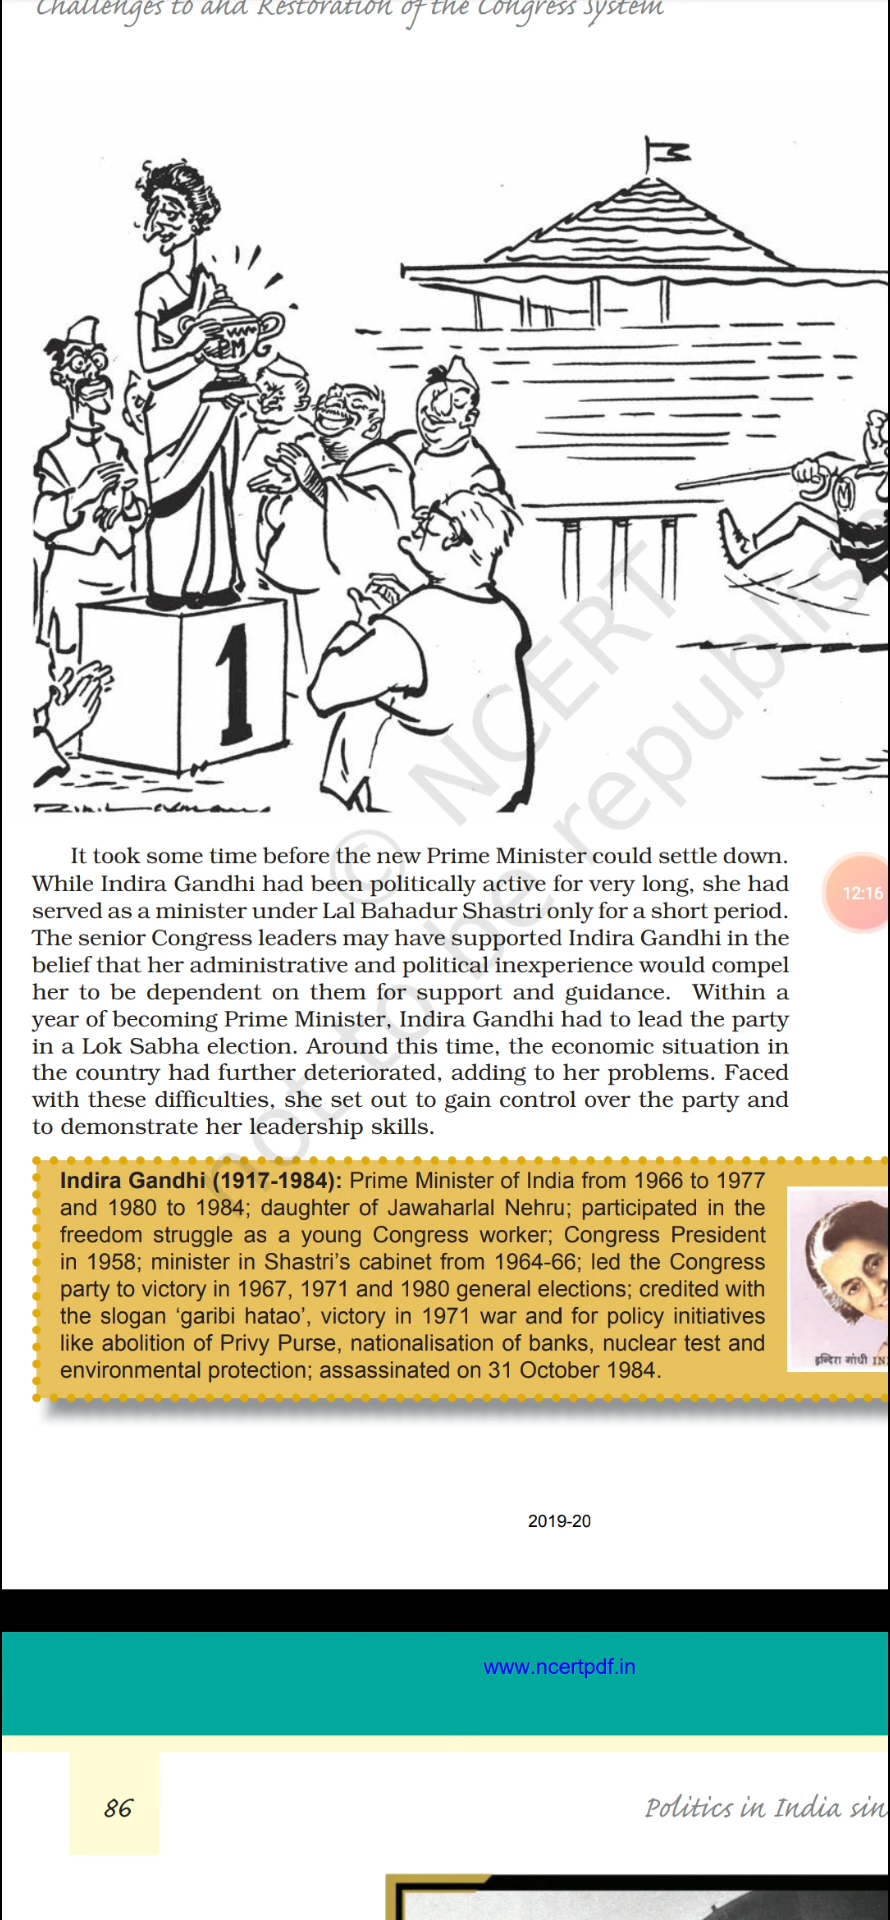 Challenges to and Restoration of the Congress System
PM
M
1
© NCERT
not to be republis
It took some time before the new Prime Minister could settle down.
While Indira Gandhi had been politically active for very long, she had
served as a minister under Lal Bahadur Shastri only for a short period.
The senior Congress leaders may have supported Indira Gandhi in the
belief that her administrative and political inexperience would compel
her to be dependent on them for support and guidance. Within a
year of becoming Prime Minister, Indira Gandhi had to lead the party
in a Lok Sabha election. Around this time, the economic situation in
the country had further deteriorated, adding to her problems. Faced
with these difficulties, she set out to gain control over the party and
to demonstrate her leadership skills.
12:16
Indira Gandhi (1917-1984): Prime Minister of India from 1966 to 1977
and 1980 to 1984; daughter of Jawaharlal Nehru; participated in the
freedom struggle as a young Congress worker; Congress President
in 1958; minister in Shastri's cabinet from 1964-66; led the Congress
party to victory in 1967, 1971 and 1980 general elections; credited with
the slogan ‘garibi hatao’, victory in 1971 war and for policy initiatives
like abolition of Privy Purse, nationalisation of banks, nuclear test and
environmental protection; assassinated on 31 October 1984.
इन्दिरा गांधी IN
2019-20
www.ncertpdf.in
86
Politics in India sin